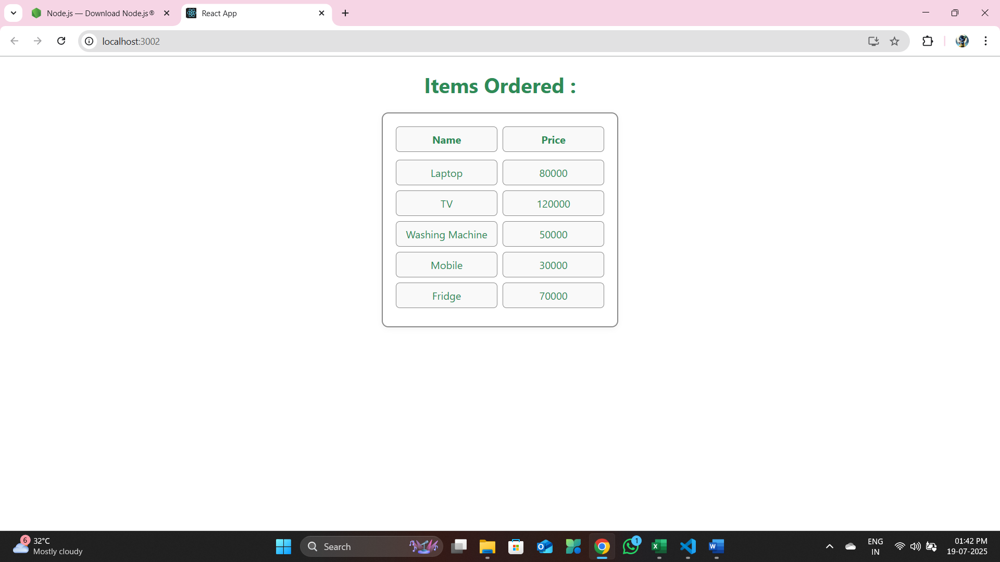 Node.js — Download Node.js®
React App
localhost:3002
Items Ordered :
Name Price
Laptop 80000
TV 120000
Washing Machine 50000
Mobile 30000
Fridge 70000
6
32°C
Mostly cloudy
Search
1
ENG
IN
01:42 PM
19-07-2025